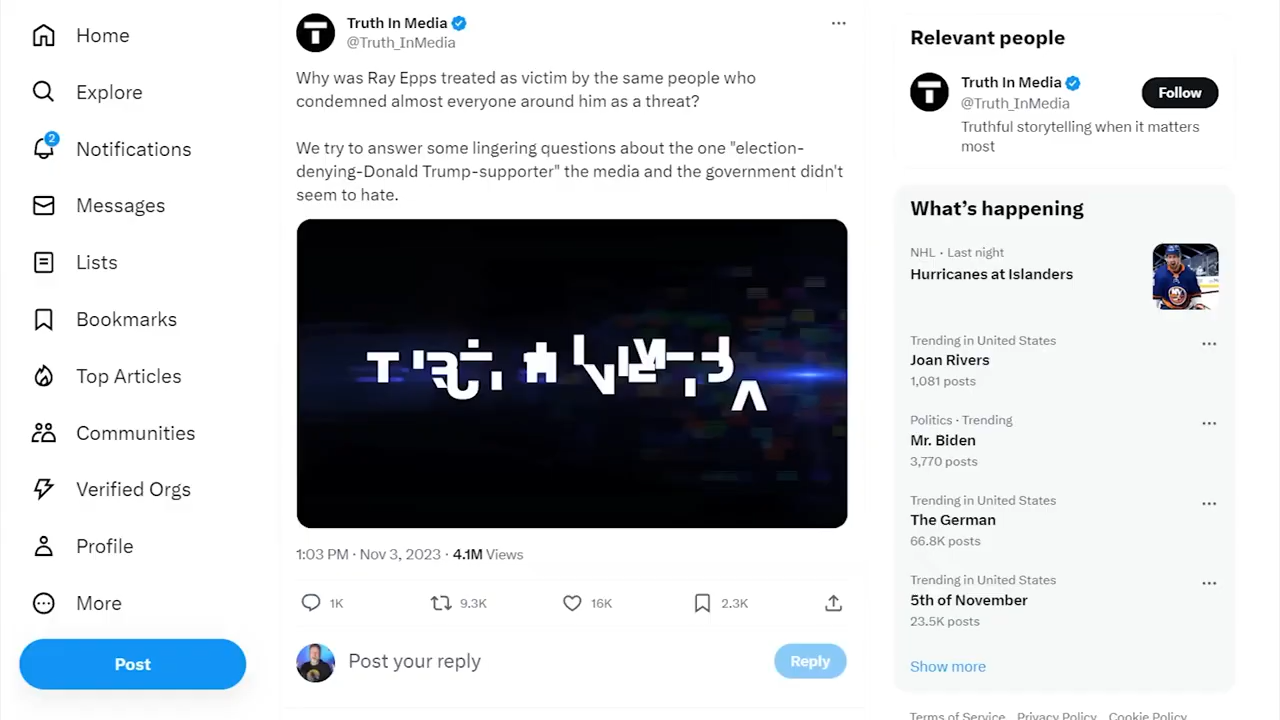 Home
Explore
2
Notifications
Messages
Lists
Bookmarks
Top Articles
Communities
Verified Orgs
Profile
More
Post
Truth In Media
@Truth_InMedia
Why was Ray Epps treated as victim by the same people who
condemned almost everyone around him as a threat?
We try to answer some lingering questions about the one "election-
denying-Donald Trump-supporter" the media and the government didn't
seem to hate.
1:03 PM · Nov 3, 2023 · 4.1M Views
1K
9.3K
16K
2.3K
Post your reply
Reply
Relevant people
Truth In Media
@Truth_InMedia
Follow
Truthful storytelling when it matters
most
What's happening
NHL · Last night
Hurricanes at Islanders
Trending in United States
Joan Rivers
1,081 posts
Politics · Trending
Mr. Biden
3,770 posts
Trending in United States
The German
66.8K posts
Trending in United States
5th of November
23.5K posts
Show more
Terms of Service Privacy Policy Cookie Policy